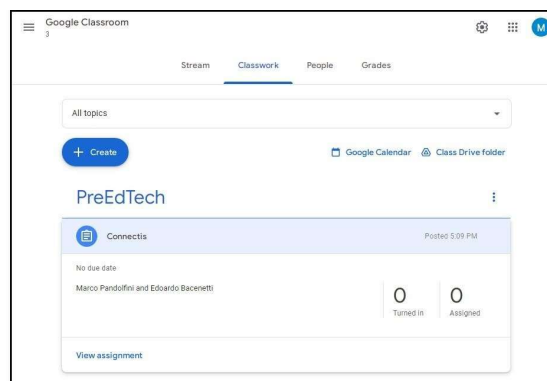 Google Classroom
3
M
Stream Classwork People Grades
All topics
+ Create
Google Calendar Class Drive folder
PreEdTech
Connectis Posted 5:09 PM
No due date
Marco Pandolfini and Edoardo Bacenetti
0 0
Turned in Assigned
View assignment